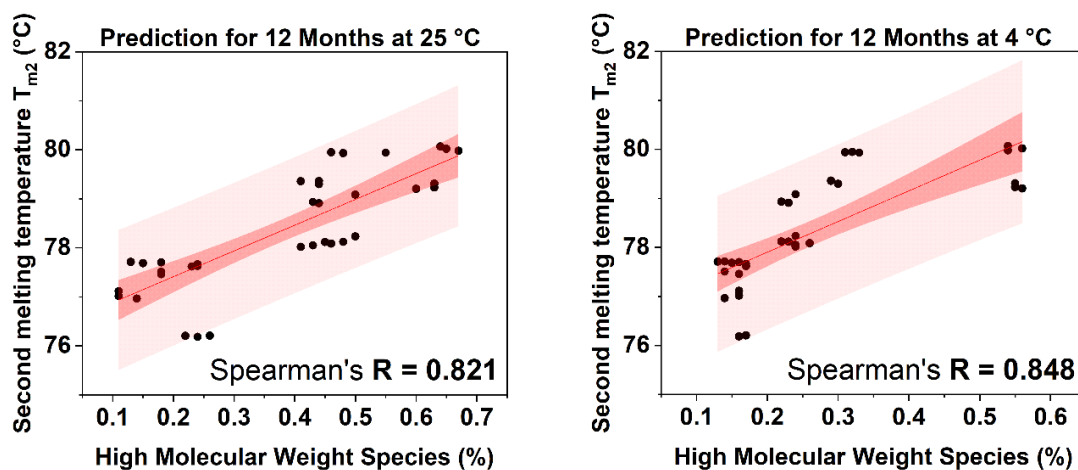 Prediction for 12 Months at 25 °C
Second melting temperature Tm2 (°C)
82
80
78
76
Spearman's R = 0.821
0.1 0.2 0.3 0.4 0.5 0.6 0.7
High Molecular Weight Species (%)
Prediction for 12 Months at 4 °C
Second melting temperature Tm2 (°C)
82
80
78
76
Spearman's R = 0.848
0.1 0.2 0.3 0.4 0.5 0.6
High Molecular Weight Species (%)